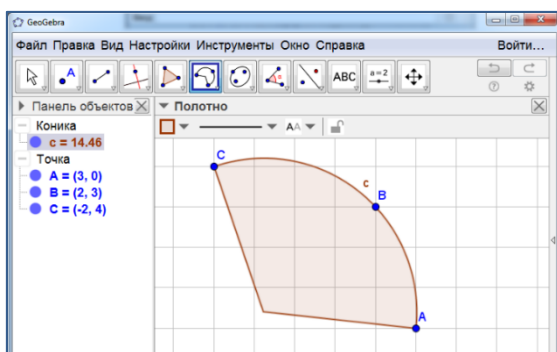 GeoGebra
Файл Правка Вид Настройки Инструменты Окно Справка Войти...
ABC a=2
Панель объектов Полотно
Коника
c = 14.46
AA
Точка
A = (3, 0)
B = (2, 3)
C = (-2, 4)
C
c
B
A